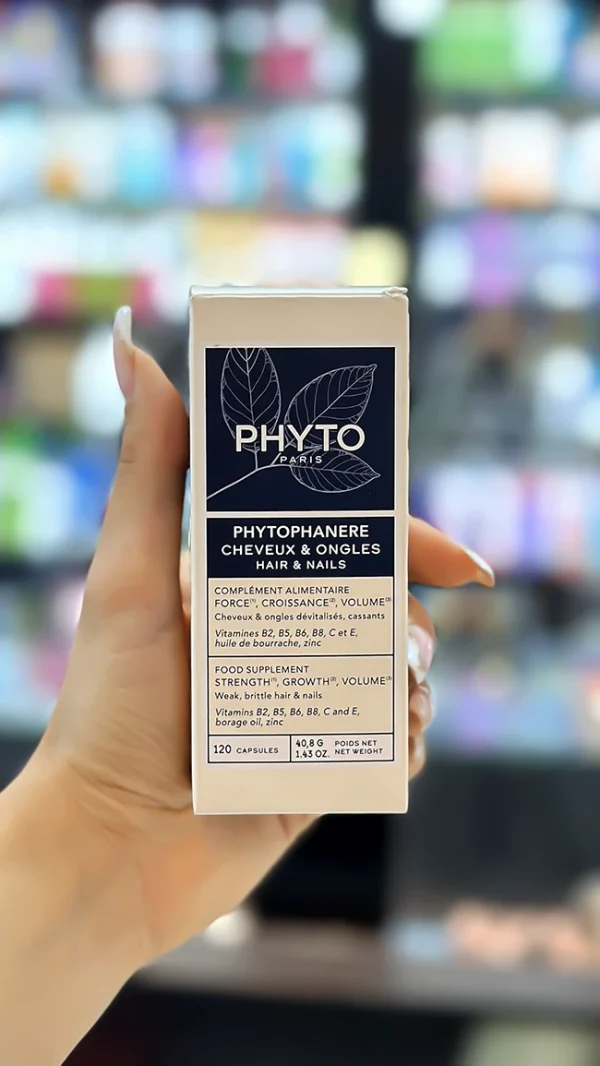 PHYTO
PARIS
PHYTOPHANERE
CHEVEUX & ONGLES
HAIR & NAILS
COMPLÉMENT ALIMENTAIRE
FORCE⁽¹⁾, CROISSANCE⁽²⁾, VOLUME⁽³⁾
Cheveux & ongles dévitalisés, cassants
Vitamines B2, B5, B6, B8, C et E,
huile de bourrache, zinc
FOOD SUPPLEMENT
STRENGTH⁽¹⁾, GROWTH⁽²⁾, VOLUME⁽³⁾
Weak, brittle hair & nails
Vitamins B2, B5, B6, B8, C and E,
borage oil, zinc
120 CAPSULES
40,8 G POIDS NET
1.43 OZ. NET WEIGHT